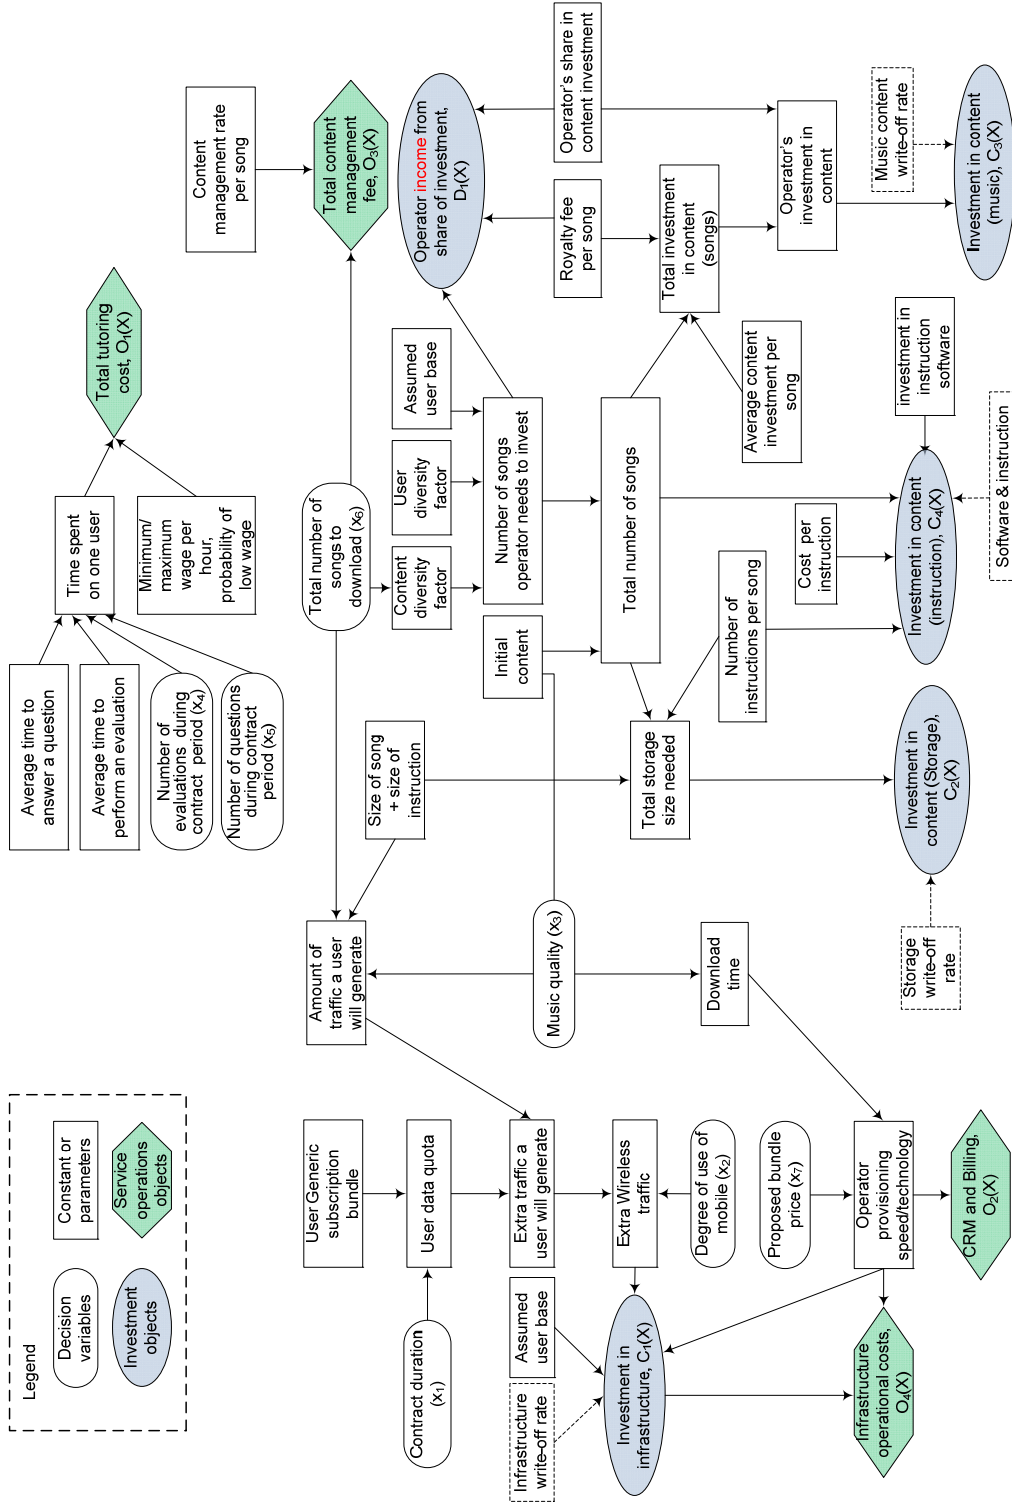 Legend
Decision
variables
Constant or
parameters
Investment
objects
Service
operations
objects
Average time to
answer a question
Average time to
perform an evaluation
Number of
evaluations during
contract period (x4)
Number of questions
during contract
period (x5)
Time spent
on one user
Minimum/
maximum
wage per
hour,
probability of
low wage
Total tutoring
cost, O1(X)
Content
management rate
per song
User Generic
subscription
bundle
Amount of
traffic a user
will generate
Total number of
songs to
download (x6)
Total content
management
fee, O3(X)
Contract duration
(x1)
User data quota
Size of song
+ size of
instruction
Content
diversity
factor
User
diversity
factor
Assumed
user base
Operator income from
share of investment,
D1(X)
Assumed
user base
Extra traffic a
user will generate
Initial
content
Number of songs
operator needs to invest
Infrastructure
write-off rate
Music quality (x3)
Royalty fee
per song
Operator's share in
content investment
Investment in
infrastructure, C1(X)
Extra Wireless
traffic
Total storage
size needed
Total number of songs
Total investment
in content
(songs)
Degree of use of
mobile (x2)
Download
time
Number of
instructions per song
Average content
investment per
song
Proposed bundle
price (x7)
Cost per
instruction
Operator's
investment in
content
Infrastructure
operational costs,
O4(X)
Operator
provisioning
speed/technology
Music content
write-off rate
Storage
write-off
rate
Investment in
content (Storage),
C2(X)
Investment in content
(instruction), C4(X)
investment in
instruction
software
CRM and Billing,
O2(X)
Investment in content
(music), C3(X)
Software & instruction